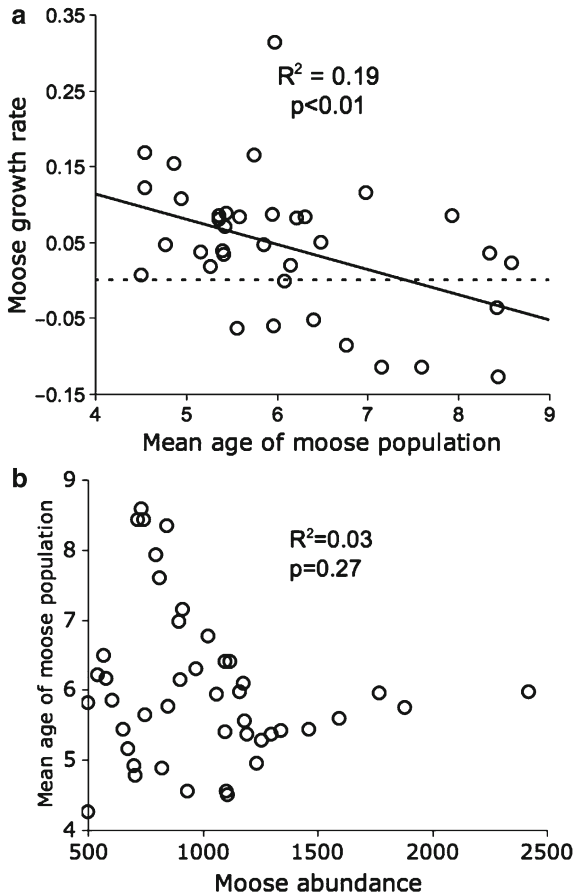 a
0.35
0.25
0.15
0.05
−0.05
−0.15
Moose growth rate
R² = 0.19
p<0.01
4 5 6 7 8 9
Mean age of moose population
b
9
8
7
6
5
4
Mean age of moose population
R²=0.03
p=0.27
500 1000 1500 2000 2500
Moose abundance